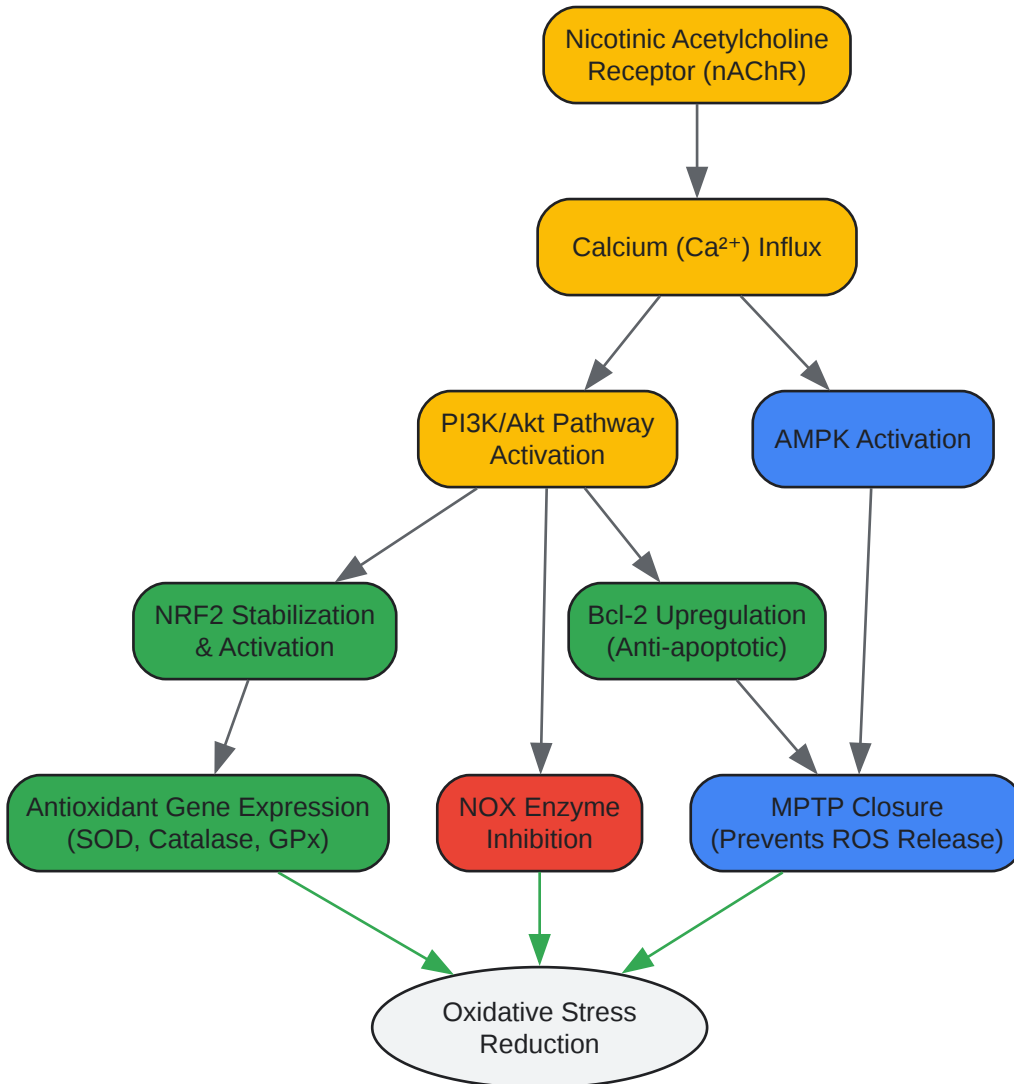 Nicotinic Acetylcholine
Receptor (nAChR)
Calcium (Ca²⁺) Influx
PI3K/Akt Pathway
Activation
AMPK Activation
NRF2 Stabilization
& Activation
Bcl-2 Upregulation
(Anti-apoptotic)
Antioxidant Gene Expression
(SOD, Catalase, GPx)
NOX Enzyme
Inhibition
MPTP Closure
(Prevents ROS Release)
Oxidative Stress
Reduction